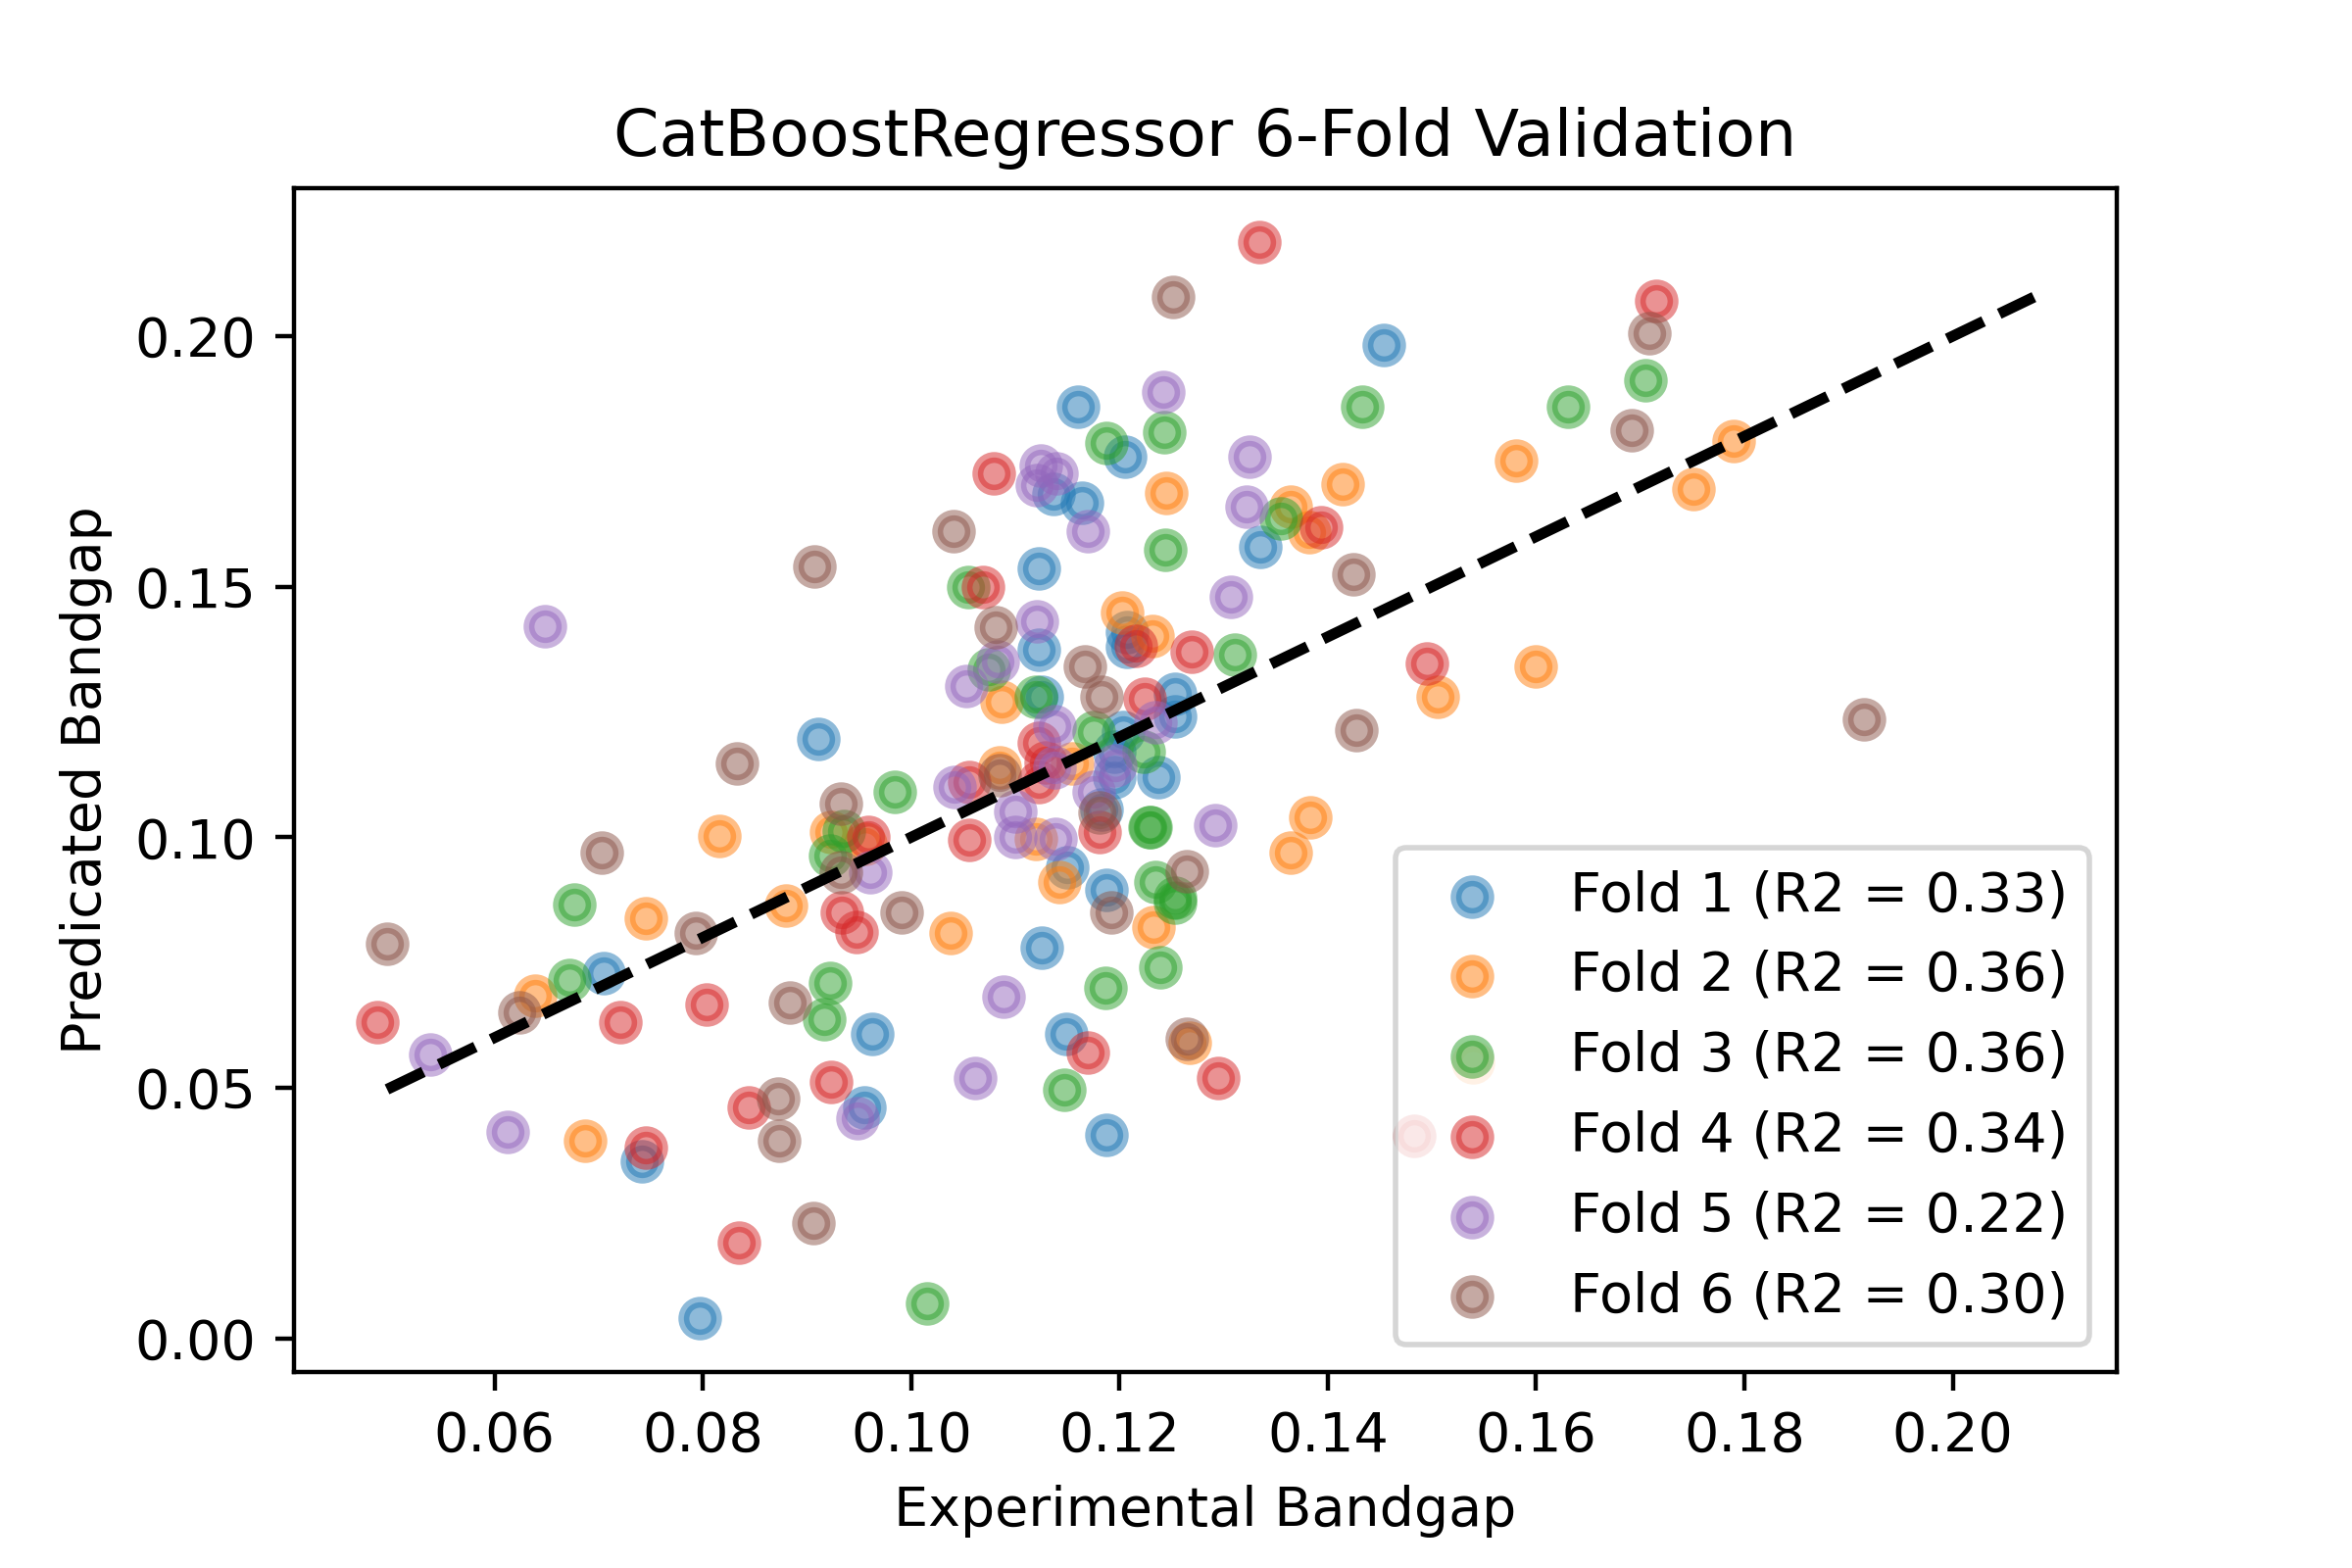 CatBoostRegressor 6-Fold Validation
Predicated Bandgap
0.20
0.15
0.10
0.05
0.00
Fold 1 (R2 = 0.33)
Fold 2 (R2 = 0.36)
Fold 3 (R2 = 0.36)
Fold 4 (R2 = 0.34)
Fold 5 (R2 = 0.22)
Fold 6 (R2 = 0.30)
0.06 0.08 0.10 0.12 0.14 0.16 0.18 0.20
Experimental Bandgap